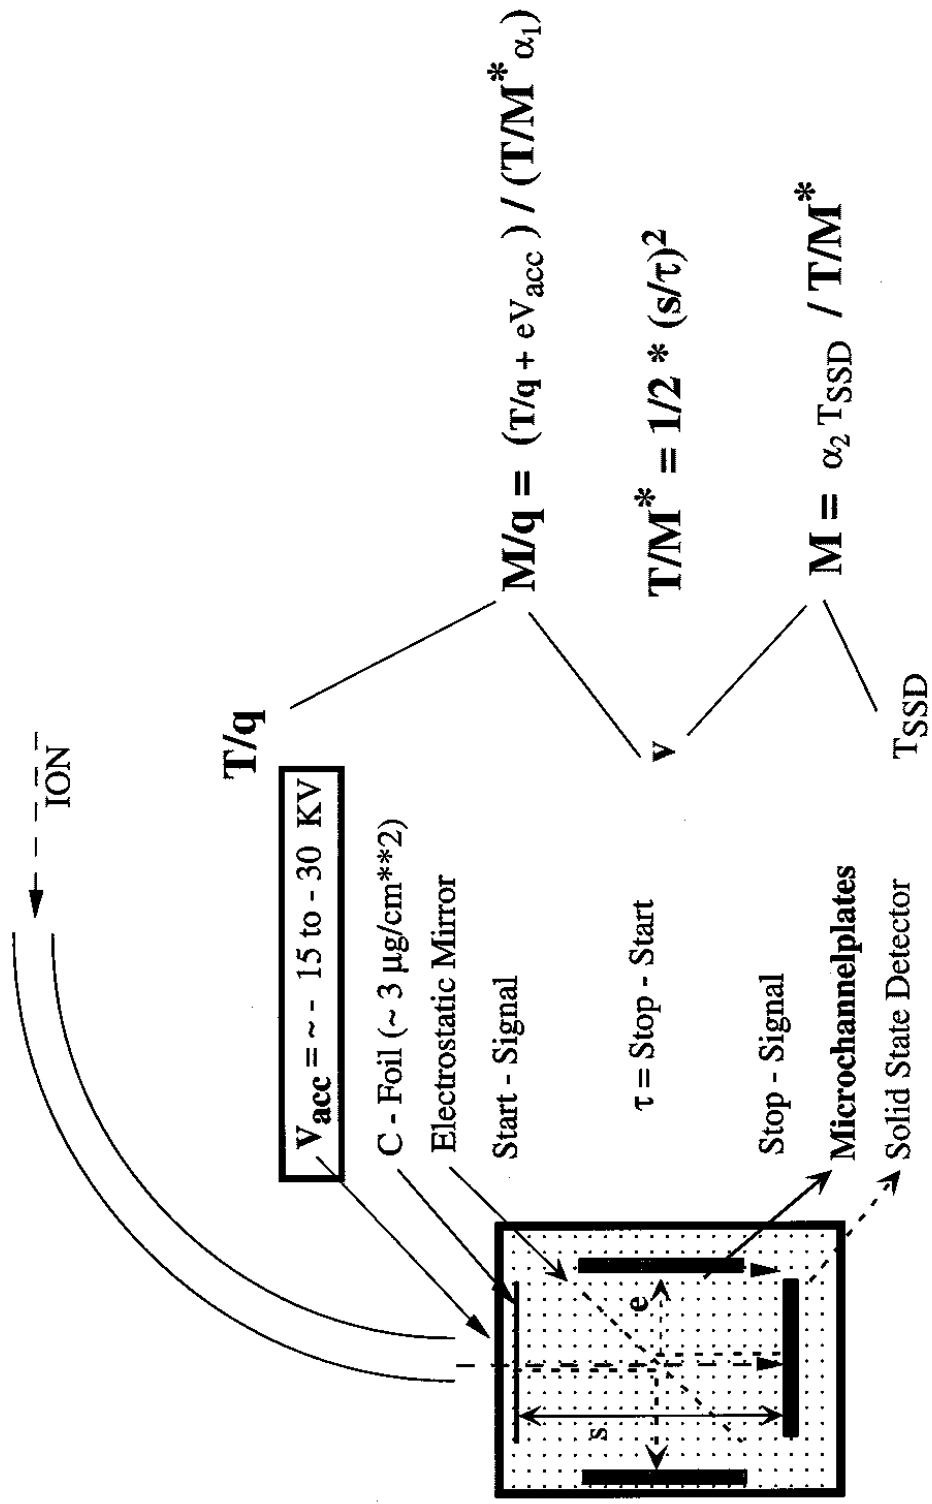 ION
T/q
V_acc = ~ - 15 to - 30 KV
C - Foil (~ 3 µg/cm**2)
Electrostatic Mirror
Start - Signal
M/q = (T/q + eV_acc) / (T/M* α₁)
τ = Stop - Start
v
T/M* = 1/2 * (s/τ)²
Stop - Signal
Microchannelplates
M = α₂ T_SSD / T/M*
Solid State Detector
T_SSD
e
s